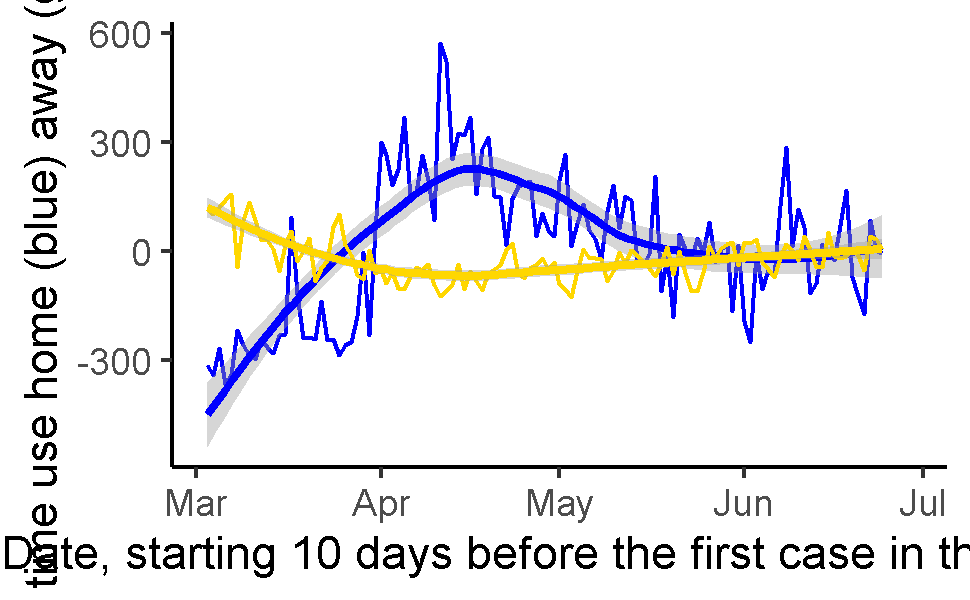 time use home (blue) away (
600
300
0
-300
Mar Apr May Jun Jul
Date, starting 10 days before the first case in th